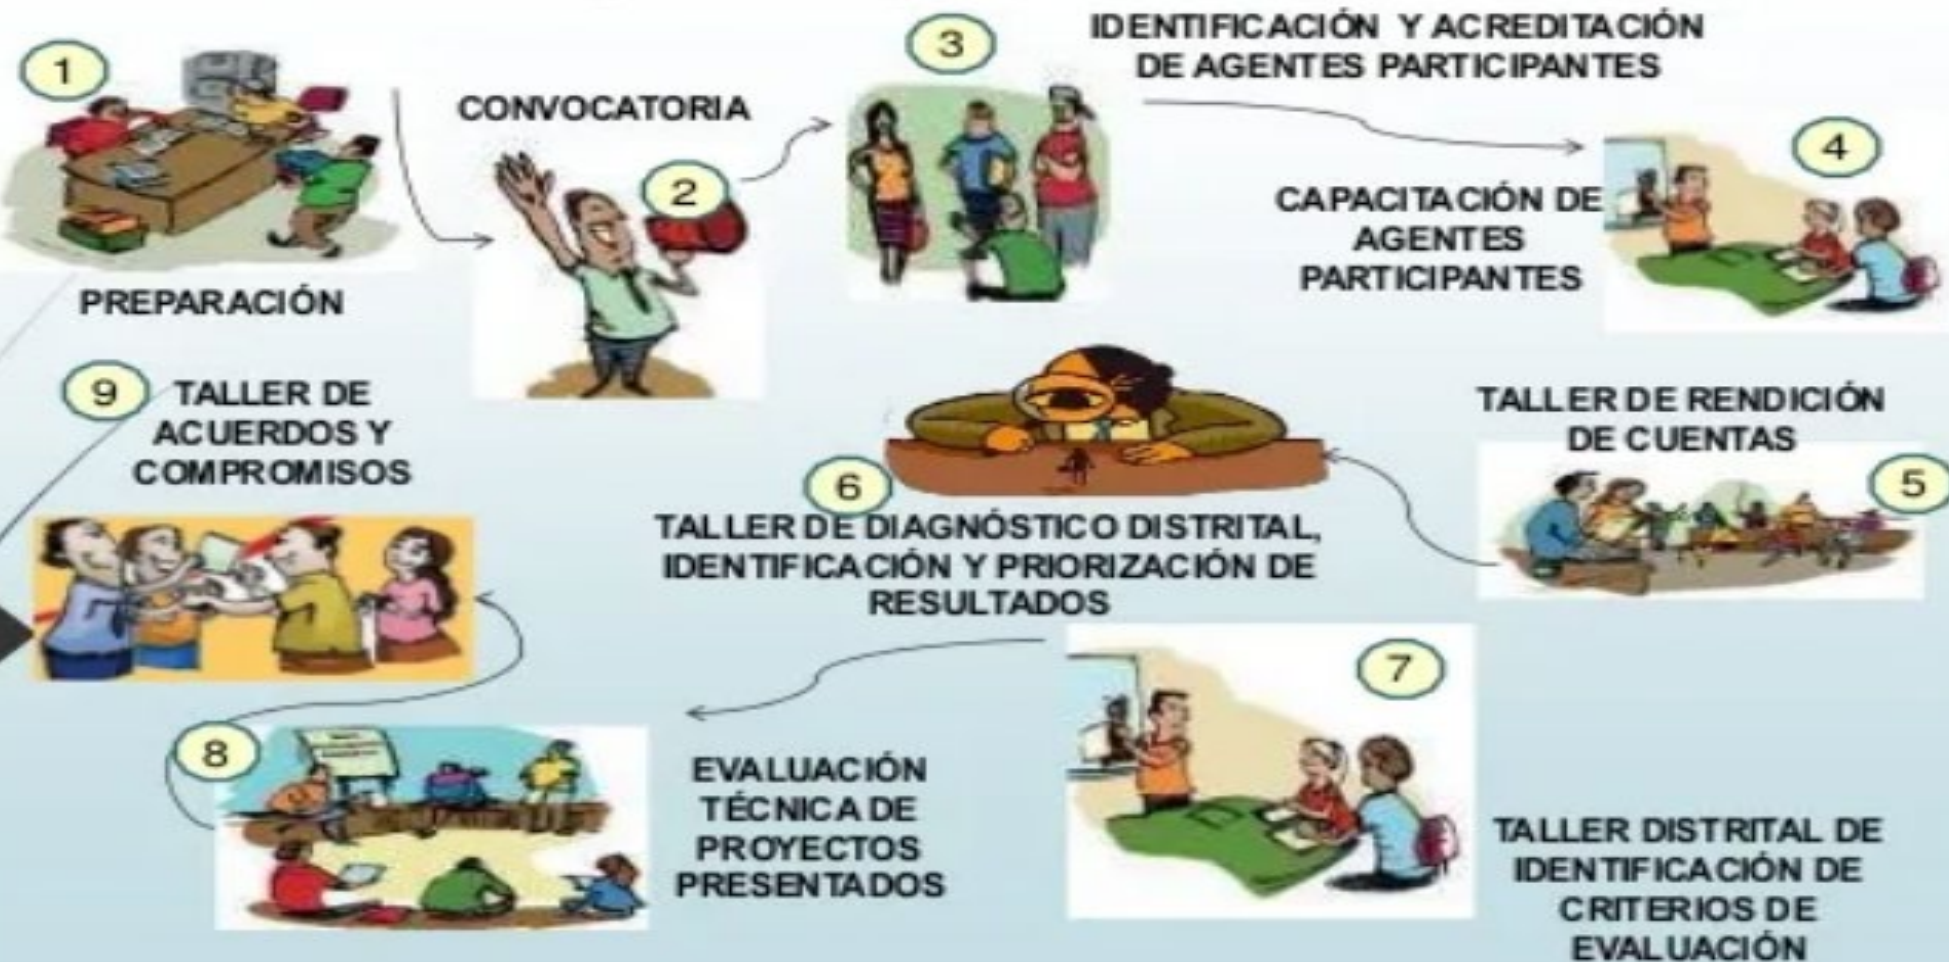 1
PREPARACIÓN
CONVOCATORIA
2
3
IDENTIFICACIÓN Y ACREDITACIÓN
DE AGENTES PARTICIPANTES
4
CAPACITACIÓN DE
AGENTES
PARTICIPANTES
TALLER DE RENDICIÓN
DE CUENTAS
5
6
TALLER DE DIAGNÓSTICO DISTRITAL,
IDENTIFICACIÓN Y PRIORIZACIÓN DE
RESULTADOS
7
TALLER DISTRITAL DE
IDENTIFICACIÓN DE
CRITERIOS DE
EVALUACIÓN
8
EVALUACIÓN
TÉCNICA DE
PROYECTOS
PRESENTADOS
9
TALLER DE
ACUERDOS Y
COMPROMISOS